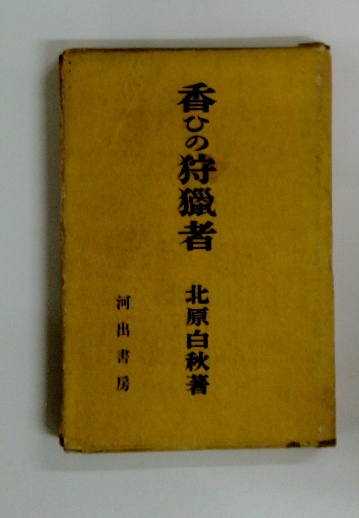 香ひの狩獵者
北原白秋著
河出書房